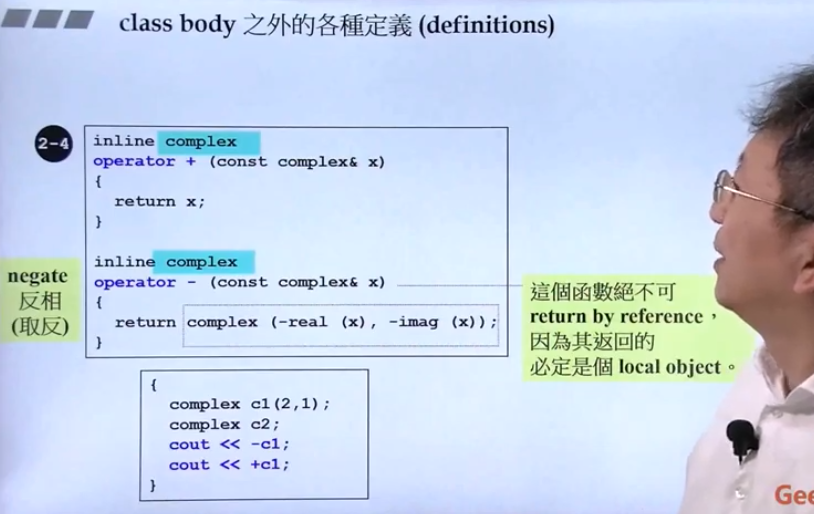 class body 之外的各種定義 (definitions)
2-4
inline complex
operator + (const complex& x)
{
return x;
}
inline complex
operator - (const complex& x)
{
return complex (-real (x), -imag (x));
}
negate
反相
(取反)
這個函數絕不可
return by reference，
因為其返回的
必定是個 local object。
{
complex c1(2,1);
complex c2;
cout << -c1;
cout << +c1;
}